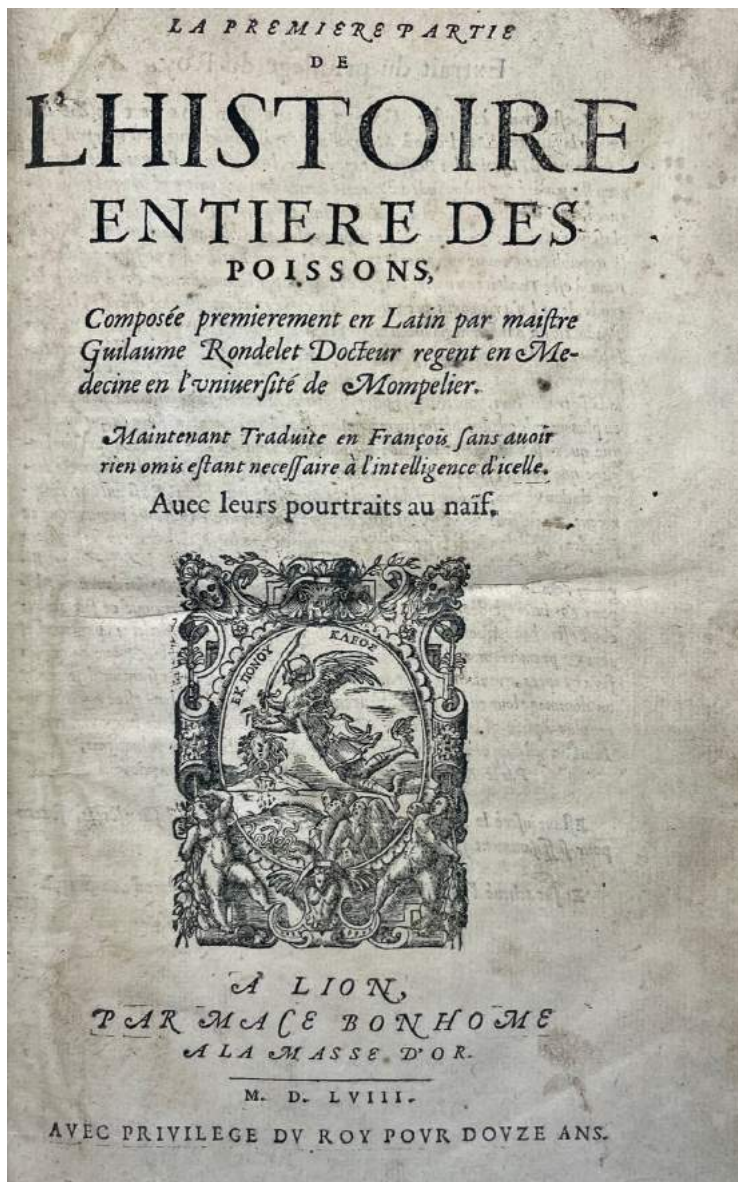 LA PREMIERE PARTIE
DE
L'HISTOIRE
ENTIERE DES
POISSONS,
Composée premierement en Latin par maiſtre
Guilaume Rondelet Docteur regent en Me-
decine en l'vniuerſité de Mompelier.
Maintenant Traduite en François ſans auoir
rien omis eſtant neceſſaire à l'intelligence d'icelle.
Auec leurs pourtraits au naïf.
ΕΚ ΠΟΝΟΥ ΚΛΕΟΣ
A LION,
PAR MACE BONHOME
A LA MASSE D'OR.
M. D. LVIII.
AVEC PRIVILEGE DV ROY POVR DOVZE ANS.